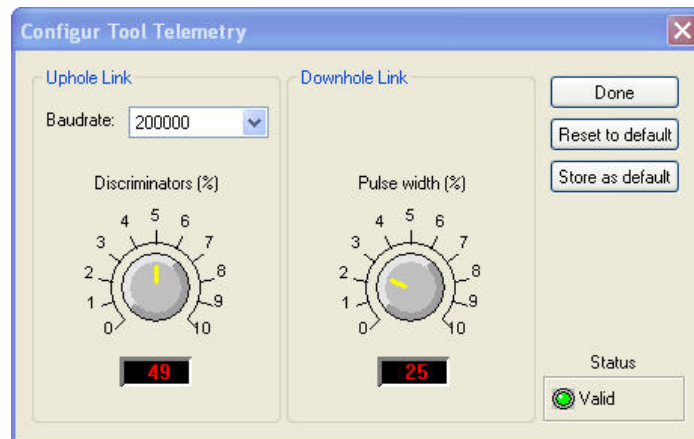 Configur Tool Telemetry
Uphole Link
Baudrate: 200000
Discriminators (%)
0 1 2 3 4 5 6 7 8 9 10
49
Downhole Link
Pulse width (%)
0 1 2 3 4 5 6 7 8 9 10
25
Done
Reset to default
Store as default
Status
Valid